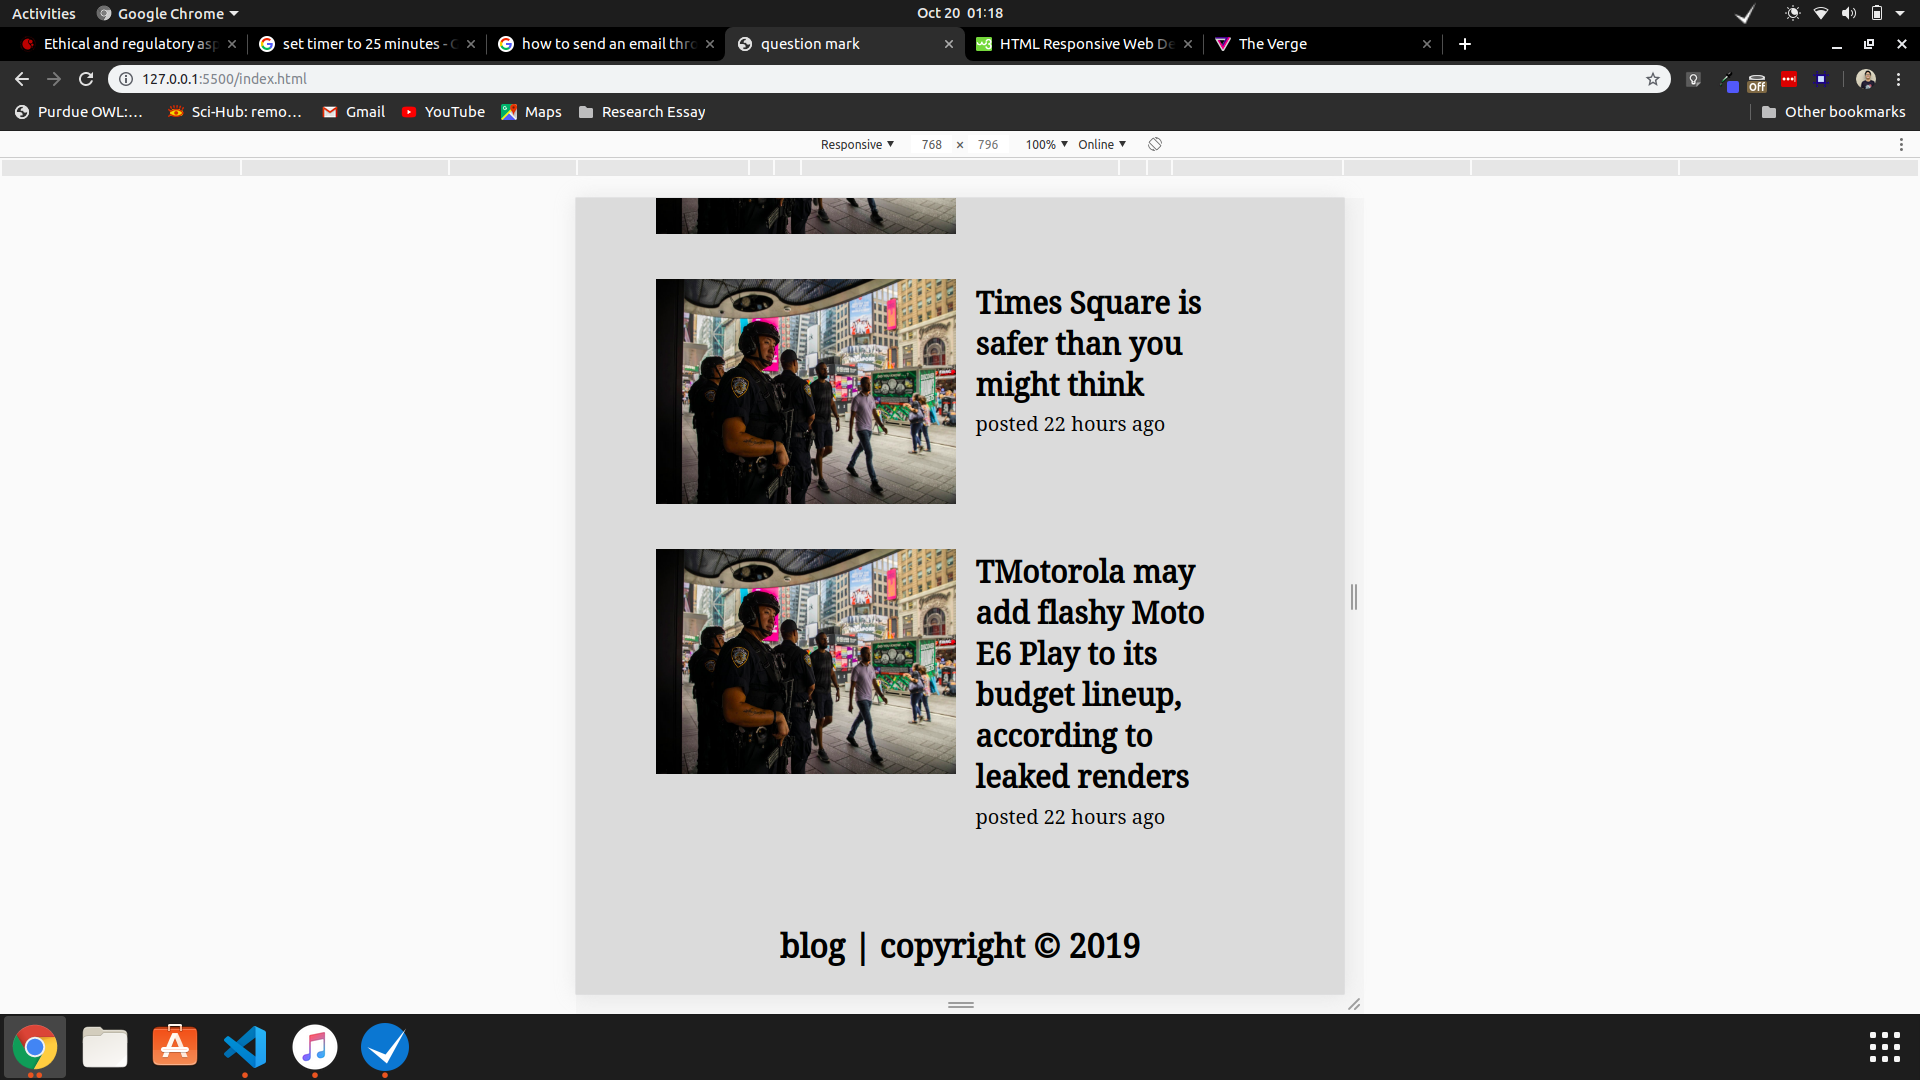 Activities
Google Chrome
Oct 20 01:18
Ethical and regulatory asp
set timer to 25 minutes - G
how to send an email thro
question mark
HTML Responsive Web De
The Verge
127.0.0.1:5500/index.html
Off
Purdue OWL:...
Sci-Hub: remo...
Gmail
YouTube
Maps
Research Essay
Other bookmarks
Responsive
768 × 796
100%
Online
Times Square is
safer than you
might think
posted 22 hours ago
TMotorola may
add flashy Moto
E6 Play to its
budget lineup,
according to
leaked renders
posted 22 hours ago
blog | copyright © 2019